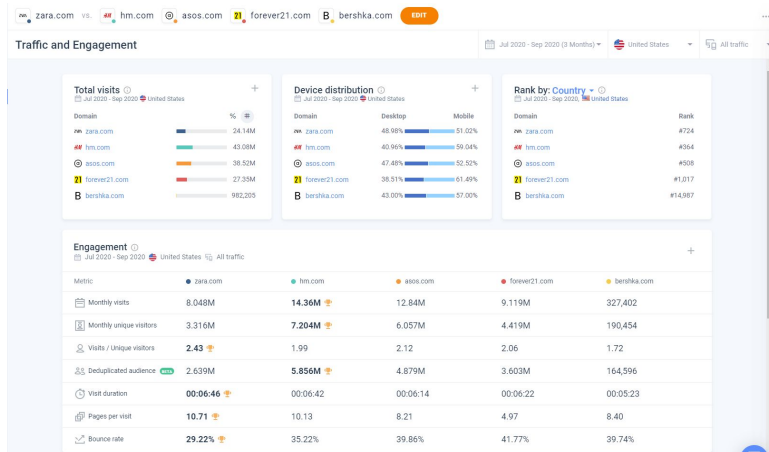 zara.com vs. H&M hm.com asos.com 21 forever21.com B bershka.com EDIT
Traffic and Engagement Jul 2020 - Sep 2020 (3 Months) United States All traffic
Total visits
Jul 2020 - Sep 2020 United States
Domain % #
zara.com 24.14M
H&M hm.com 43.08M
asos.com 38.52M
21 forever21.com 27.35M
B bershka.com 982,205
Device distribution
Jul 2020 - Sep 2020 United States
Domain Desktop Mobile
zara.com 48.98% 51.02%
H&M hm.com 40.96% 59.04%
asos.com 47.48% 52.52%
21 forever21.com 38.51% 61.49%
B bershka.com 43.00% 57.00%
Rank by: Country
Jul 2020 - Sep 2020, United States
Domain Rank
zara.com #724
H&M hm.com #364
asos.com #508
21 forever21.com #1,017
B bershka.com #14,987
Engagement
Jul 2020 - Sep 2020 United States All traffic
Metric zara.com hm.com asos.com forever21.com bershka.com
Monthly visits 8.048M 14.36M 12.84M 9.119M 327,402
Monthly unique visitors 3.316M 7.204M 6.057M 4.419M 190,454
Visits / Unique visitors 2.43 1.99 2.12 2.06 1.72
Deduplicated audience BETA 2.639M 5.856M 4.879M 3.603M 164,596
Visit duration 00:06:46 00:06:42 00:06:14 00:06:22 00:05:23
Pages per visit 10.71 10.13 8.21 4.97 8.40
Bounce rate 29.22% 35.22% 39.86% 41.77% 39.74%